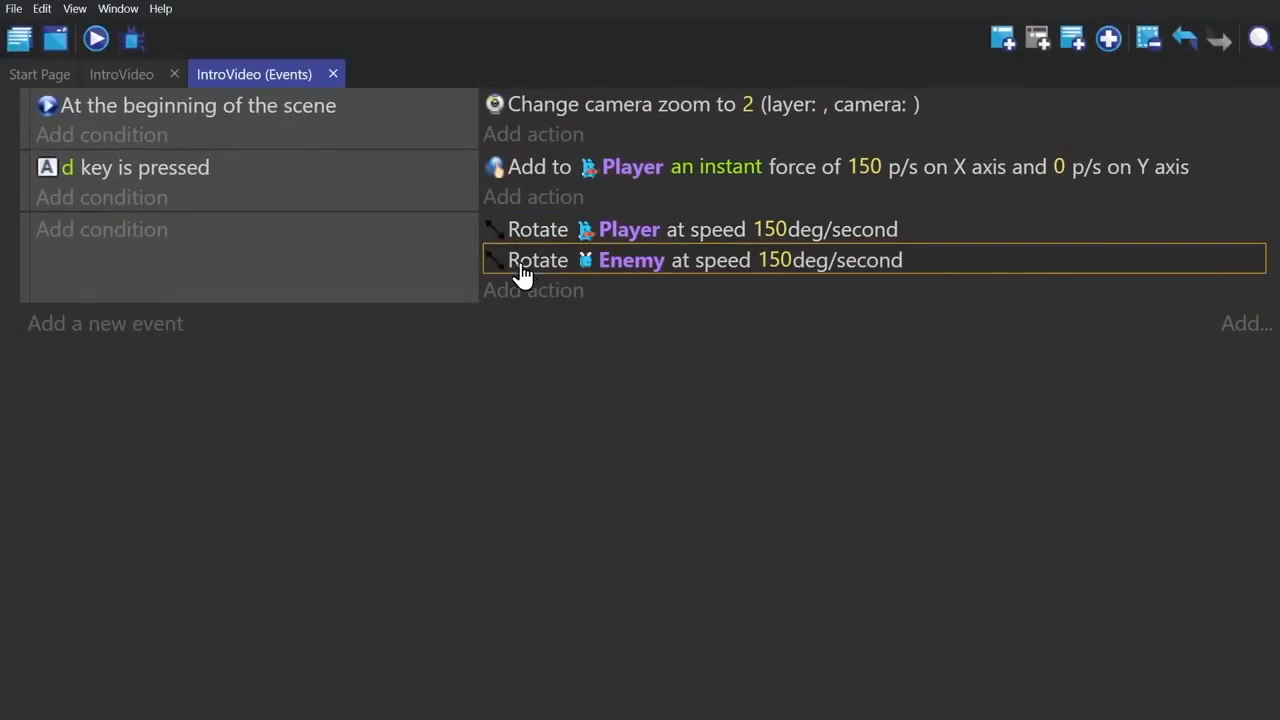 File Edit View Window Help
Start Page IntroVideo × IntroVideo (Events) ×
At the beginning of the scene
Change camera zoom to 2 (layer: , camera: )
Add condition
Add action
A d key is pressed
Add to Player an instant force of 150 p/s on X axis and 0 p/s on Y axis
Add condition
Add action
Add condition
Rotate Player at speed 150deg/second
Rotate Enemy at speed 150deg/second
Add action
Add a new event
Add...